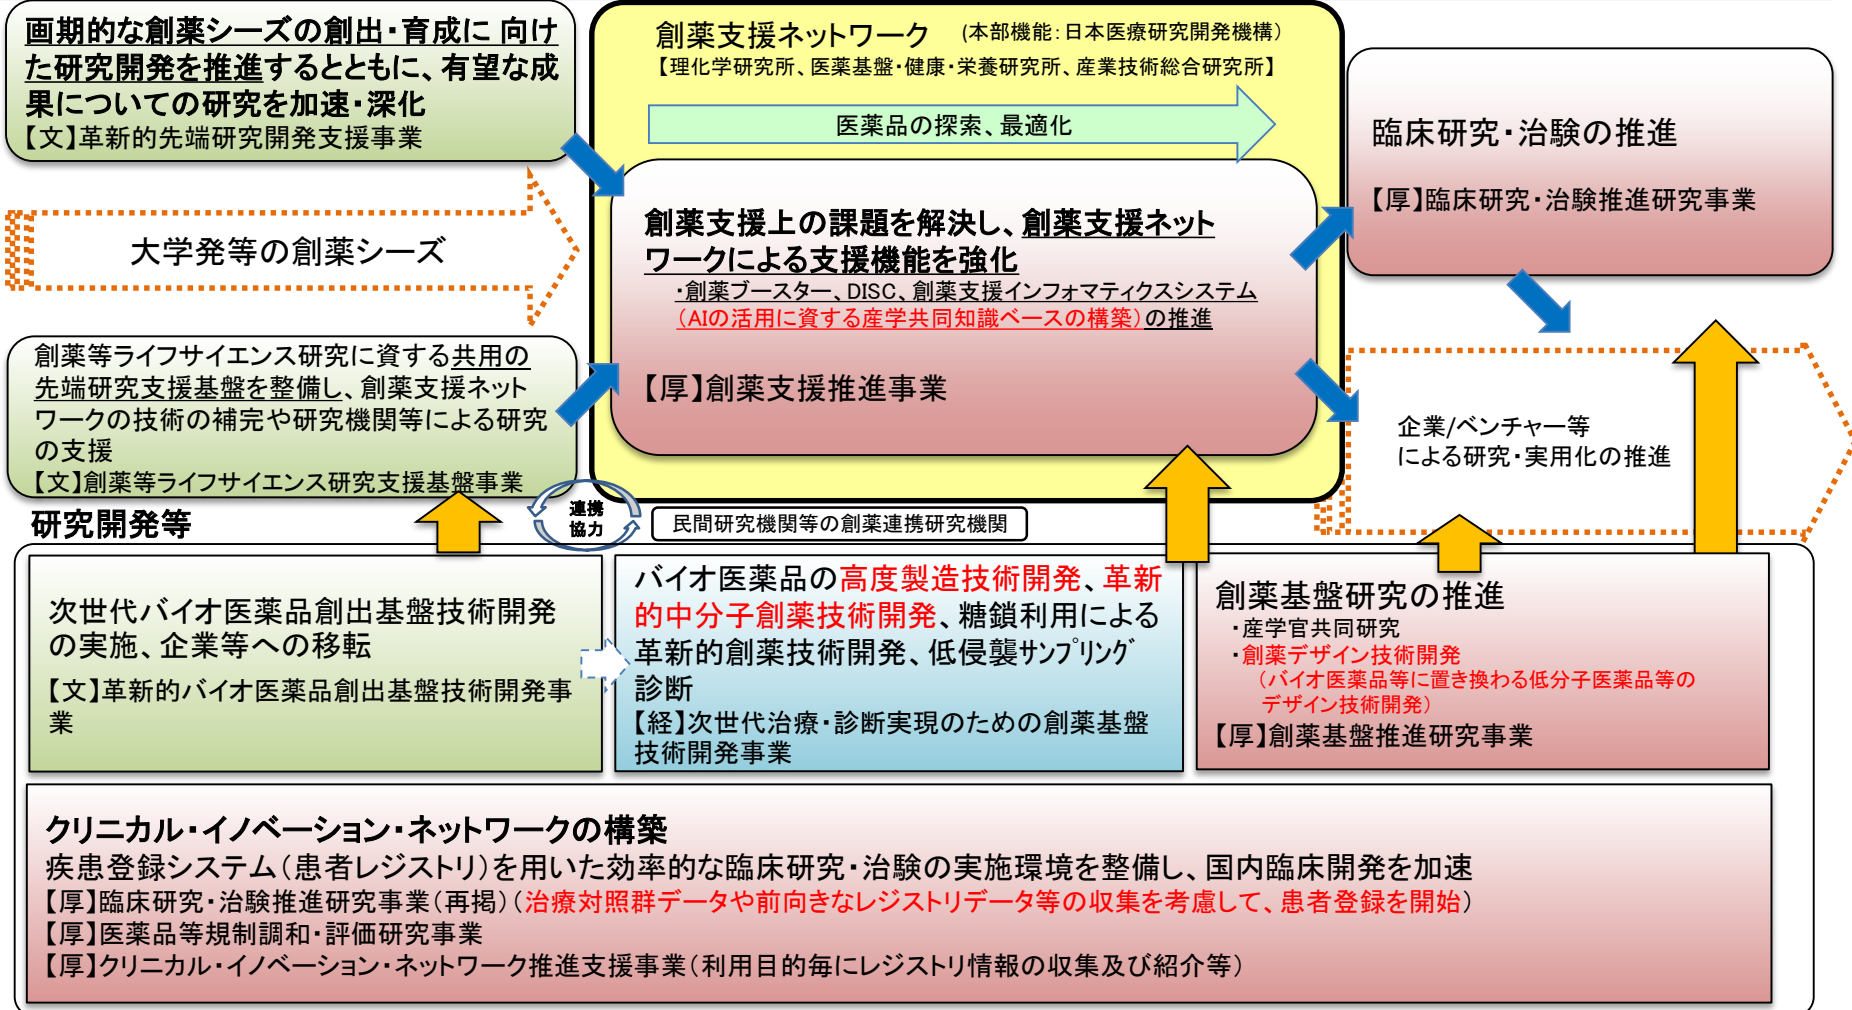 画期的な創薬シーズの創出・育成に 向け
た研究開発を推進するとともに、有望な成
果についての研究を加速・深化
【文】革新的先端研究開発支援事業
大学発等の創薬シーズ
創薬等ライフサイエンス研究に資する共用の
先端研究支援基盤を整備し、創薬支援ネット
ワークの技術の補完や研究機関等による研究
の支援
【文】創薬等ライフサイエンス研究支援基盤事業
創薬支援ネットワーク (本部機能:日本医療研究開発機構)
【理化学研究所、医薬基盤・健康・栄養研究所、産業技術総合研究所】
医薬品の探索、最適化
創薬支援上の課題を解決し、創薬支援ネット
ワークによる支援機能を強化
・創薬ブースター、DISC、創薬支援インフォマティクスシステム
(AIの活用に資する産学共同知識ベースの構築)の推進
【厚】創薬支援推進事業
臨床研究・治験の推進
【厚】臨床研究・治験推進研究事業
企業/ベンチャー等
による研究・実用化の推進
連携
協力
民間研究機関等の創薬連携研究機関
研究開発等
次世代バイオ医薬品創出基盤技術開発
の実施、企業等への移転
【文】革新的バイオ医薬品創出基盤技術開発事
業
バイオ医薬品の高度製造技術開発、革新
的中分子創薬技術開発、糖鎖利用による
革新的創薬技術開発、低侵襲サンプリング
診断
【経】次世代治療・診断実現のための創薬基盤
技術開発事業
創薬基盤研究の推進
・産学官共同研究
・創薬デザイン技術開発
(バイオ医薬品等に置き換わる低分子医薬品等の
デザイン技術開発)
【厚】創薬基盤推進研究事業
クリニカル・イノベーション・ネットワークの構築
疾患登録システム(患者レジストリ)を用いた効率的な臨床研究・治験の実施環境を整備し、国内臨床開発を加速
【厚】臨床研究・治験推進研究事業(再掲)(治療対照群データや前向きなレジストリデータ等の収集を考慮して、患者登録を開始)
【厚】医薬品等規制調和・評価研究事業
【厚】クリニカル・イノベーション・ネットワーク推進支援事業(利用目的毎にレジストリ情報の収集及び紹介等)